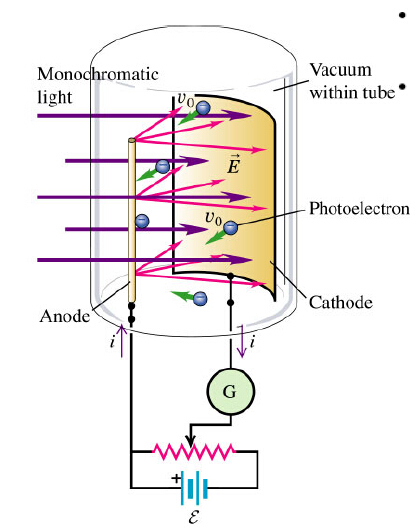 Monochromatic
light
Vacuum
within tube
v₀
E⃗
v₀
Photoelectron
Cathode
Anode
i
i
G
+
ℰ